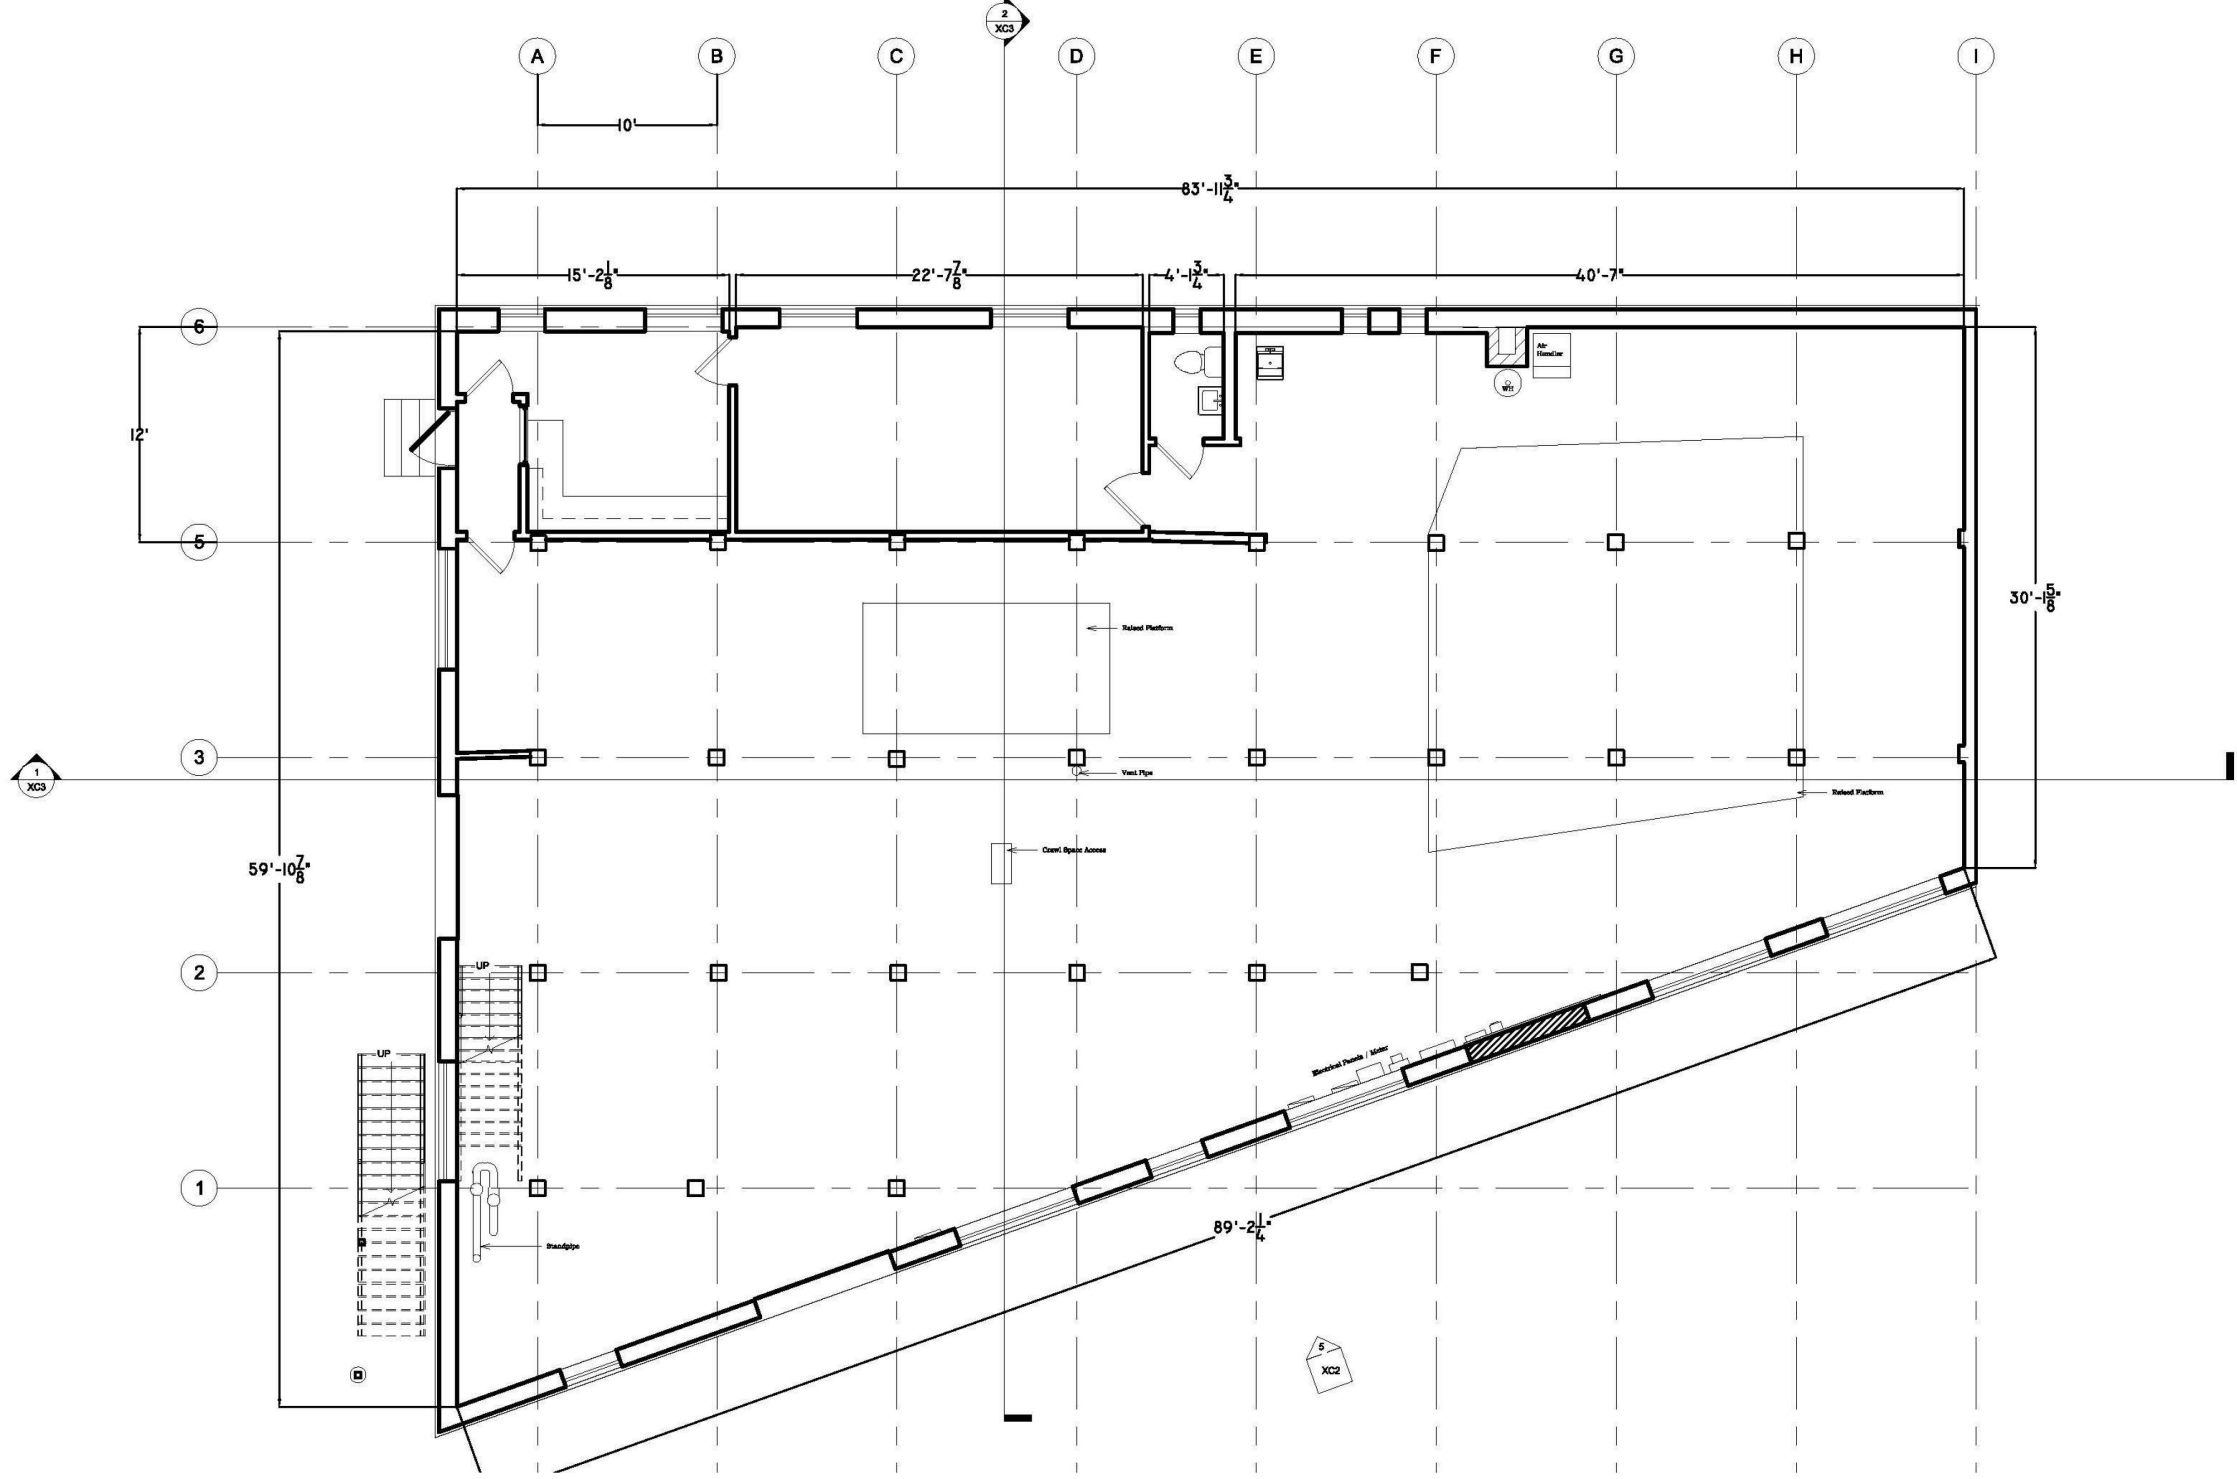 2
XC3
A
B
C
D
E
F
G
H
I
10'
83'-11 3/4"
15'-2 1/8"
22'-7 7/8"
4'-1 3/4"
40'-7"
6
Air
Handler
WH
12'
5
30'-1 5/8"
Raised Platform
3
1
XC3
Vent Pipe
Raised Platform
Crawl Space Access
59'-10 7/8"
2
UP
UP
Electrical Panels / Meter
1
89'-2 1/4"
Standpipe
5
XC2